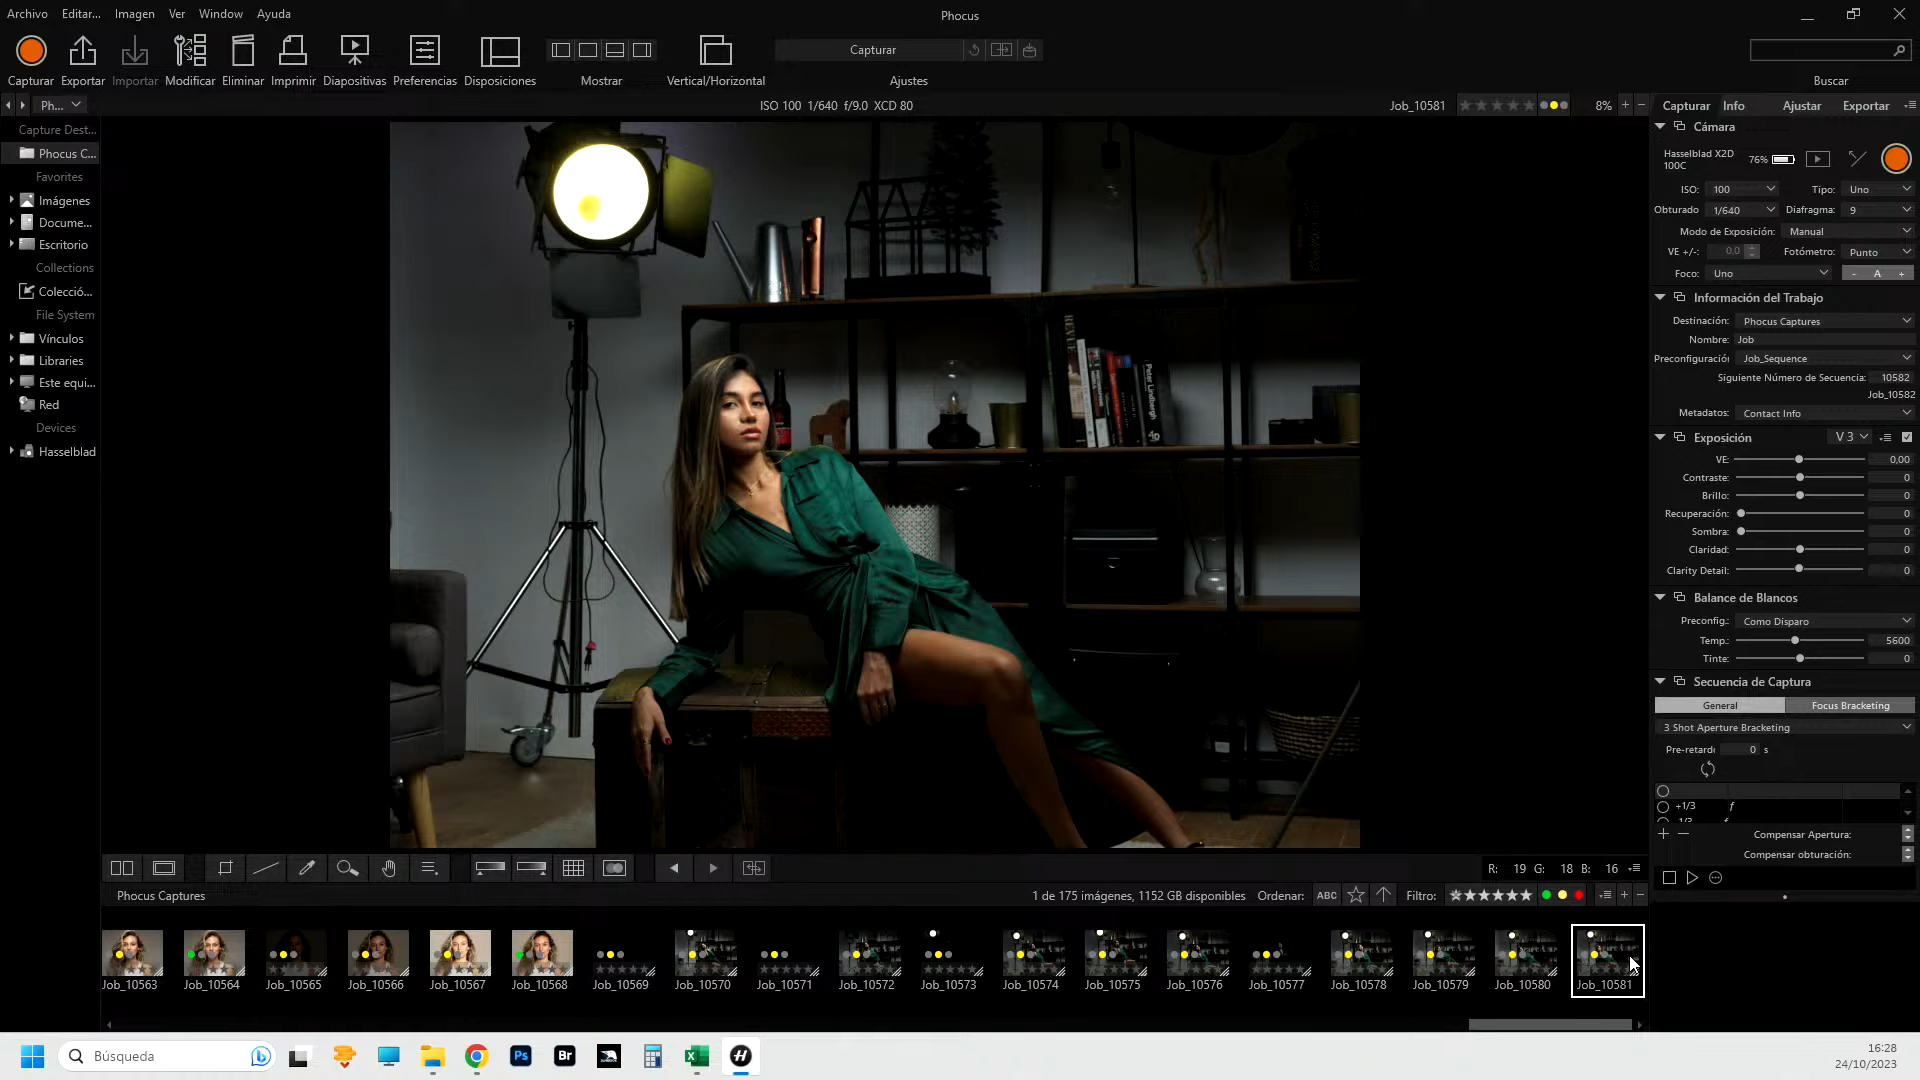 Archivo Editar... Imagen Ver Window Ayuda
Phocus
Capturar Exportar Importar Modificar Eliminar Imprimir Diapositivas Preferencias Disposiciones Mostrar Vertical/Horizontal
Capturar
Ajustes
Buscar
Ph...
ISO 100 1/640 f/9.0 XCD 80
Job_10581
8%
Capturar Info Ajustar Exportar
Capture Dest...
Phocus C...
Favorites
Imágenes
Docume...
Escritorio
Collections
Colecció...
File System
Vínculos
Libraries
Este equi...
Red
Devices
Hasselblad
Peter Lindbergh
Cámara
Hasselblad X2D
100C
76%
ISO: 100 Tipo: Uno
Obturado 1/640 Diafragma: 9
Modo de Exposición: Manual
VE +/-: 0,0 Fotómetro: Punto
Foco: Uno - A +
Información del Trabajo
Destinación: Phocus Captures
Nombre: Job
Preconfiguració Job_Sequence
Siguiente Número de Secuencia: 10582
Job_10582
Metadatos: Contact Info
Exposición V 3
VE: 0,00
Contraste: 0
Brillo: 0
Recuperación: 0
Sombra: 0
Claridad: 0
Clarity Detail: 0
Balance de Blancos
Preconfig.: Como Disparo
Temp.: 5600
Tinte: 0
Secuencia de Captura
General Focus Bracketing
3 Shot Aperture Bracketing
Pre-retardo 0 s
+1/3 f
-1/3
Compensar Apertura:
Compensar obturación:
R: 19 G: 18 B: 16
Phocus Captures
1 de 175 imágenes, 1152 GB disponibles Ordenar: ABC Filtro:
Job_10563 Job_10564 Job_10565 Job_10566 Job_10567 Job_10568 Job_10569 Job_10570 Job_10571 Job_10572 Job_10573 Job_10574 Job_10575 Job_10576 Job_10577 Job_10578 Job_10579 Job_10580 Job_10581
Búsqueda
Ps
Br
16:28
24/10/2023